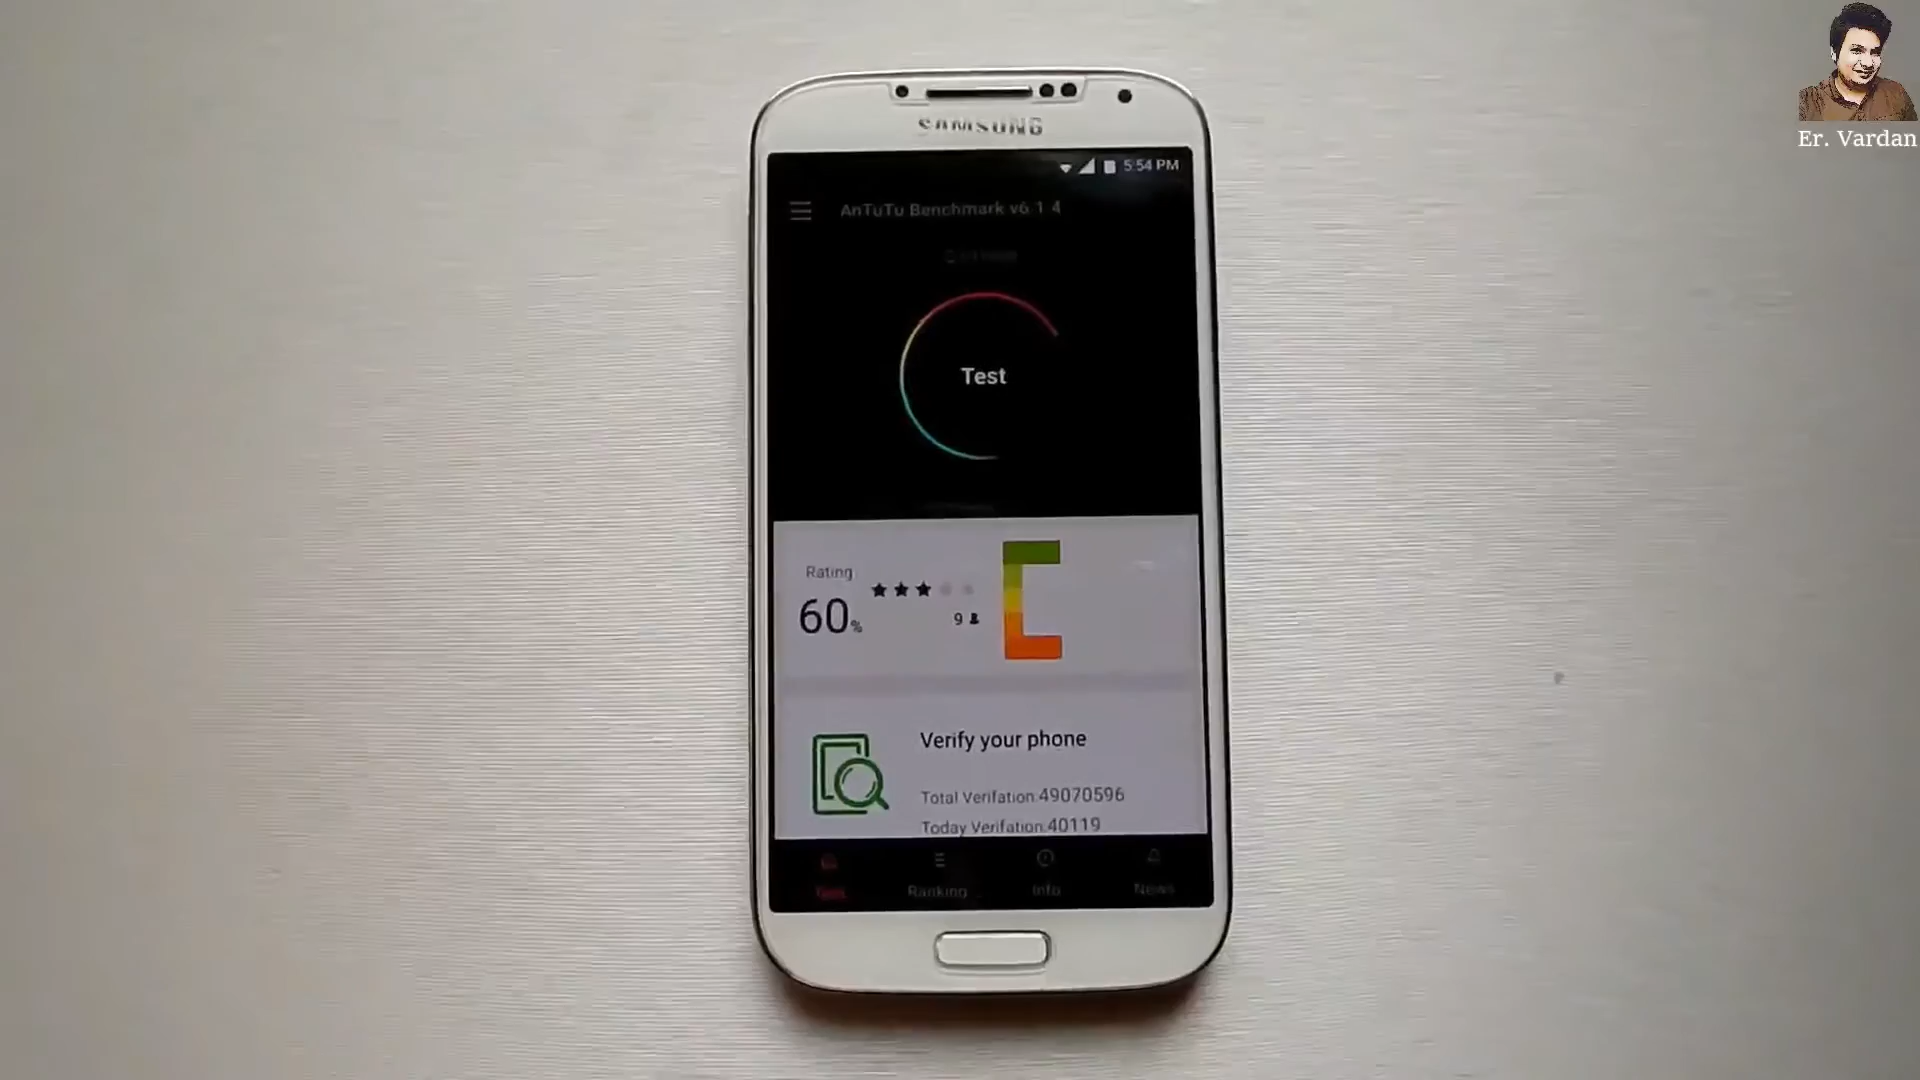 Er. Vardan
SAMSUNG
5:54 PM
AnTuTu Benchmark v6.1.4
Test
Rating
60%
9
Verify your phone
Total Verifation:49070596
Today Verifation:40119
Test
Ranking
Info
News